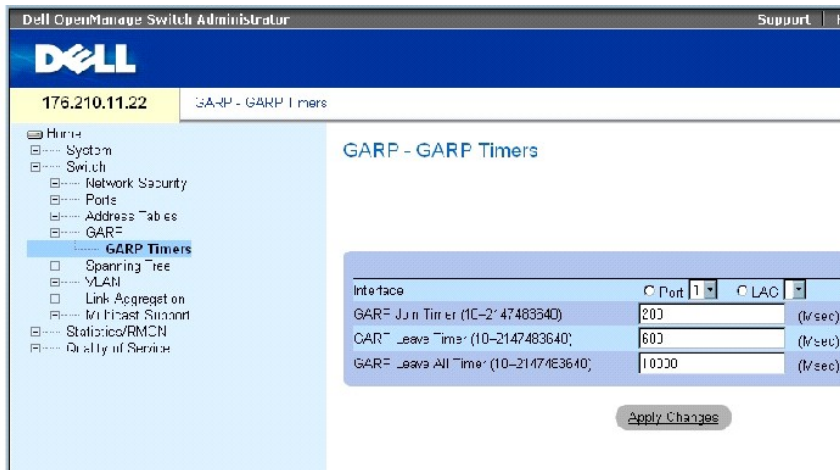 Dell OpenManage Switch Administrator
Support
DELL
176.210.11.22
GARP - GARP Timers
Home
System
Switch
Network Security
Ports
Address Tables
GARP
GARP Timers
Spanning Tree
VLAN
Link Aggregation
Multicast Support
Statistics/RMON
Quality of Service
GARP - GARP Timers
Interface Port 1 LAG
GARP Join Timer (10–2147483640) 200 (Msec)
GARP Leave Timer (10–2147483640) 600 (Msec)
GARP Leave All Timer (10–2147483640) 10000 (Msec)
Apply Changes